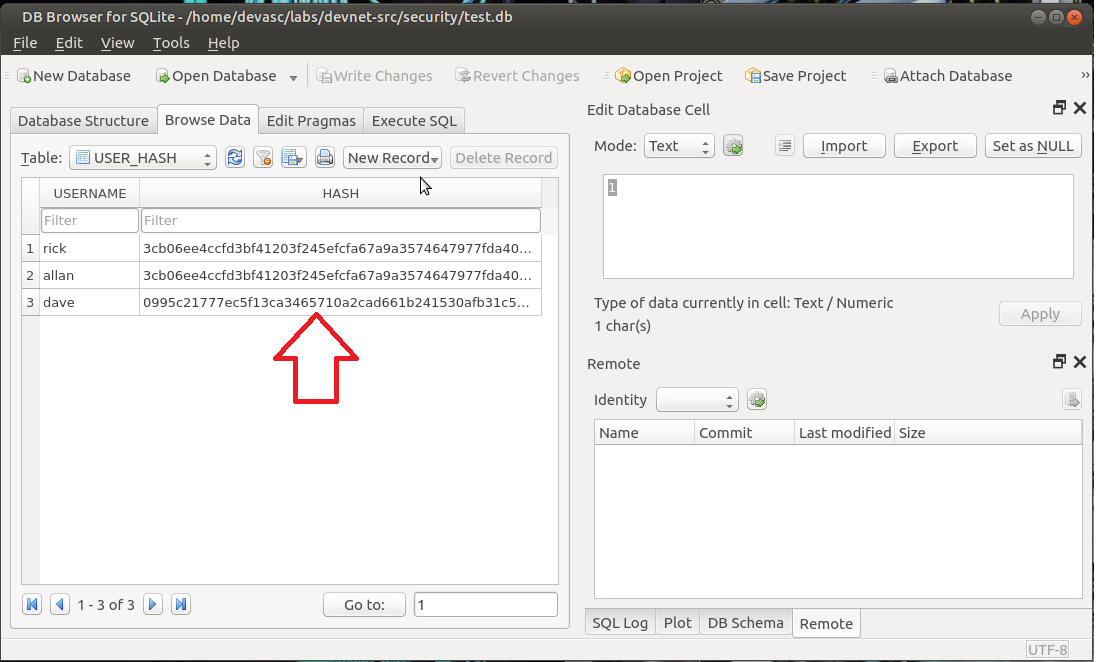 DB Browser for SQLite - /home/devasc/labs/devnet-src/security/test.db
File Edit View Tools Help
New Database Open Database Write Changes Revert Changes Open Project Save Project Attach Database »
Database Structure Browse Data Edit Pragmas Execute SQL
Table: USER_HASH New Record Delete Record
USERNAME HASH
Filter Filter
1 rick 3cb06ee4ccfd3bf41203f245efcfa67a9a3574647977fda40...
2 allan 3cb06ee4ccfd3bf41203f245efcfa67a9a3574647977fda40...
3 dave 0995c21777ec5f13ca3465710a2cad661b241530afb31c5...
1 - 3 of 3 Go to: 1
Edit Database Cell
Mode: Text Import Export Set as NULL
1
Type of data currently in cell: Text / Numeric
1 char(s)
Apply
Remote
Identity
Name Commit Last modified Size
SQL Log Plot DB Schema Remote
UTF-8